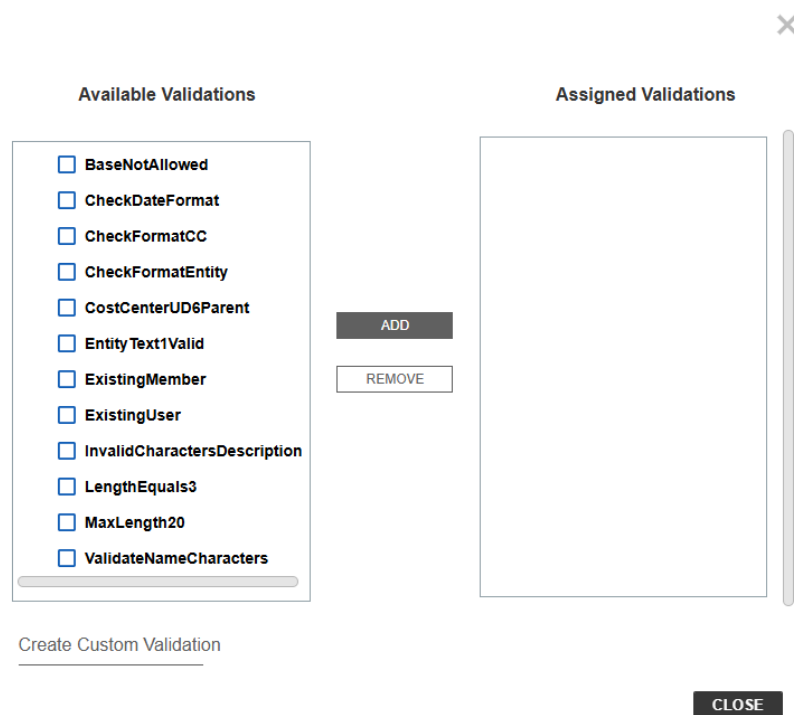 Available Validations
Assigned Validations
BaseNotAllowed
CheckDateFormat
CheckFormatCC
CheckFormatEntity
CostCenterUD6Parent
EntityText1Valid
ExistingMember
ExistingUser
InvalidCharactersDescription
LengthEquals3
MaxLength20
ValidateNameCharacters
ADD
REMOVE
Create Custom Validation
CLOSE